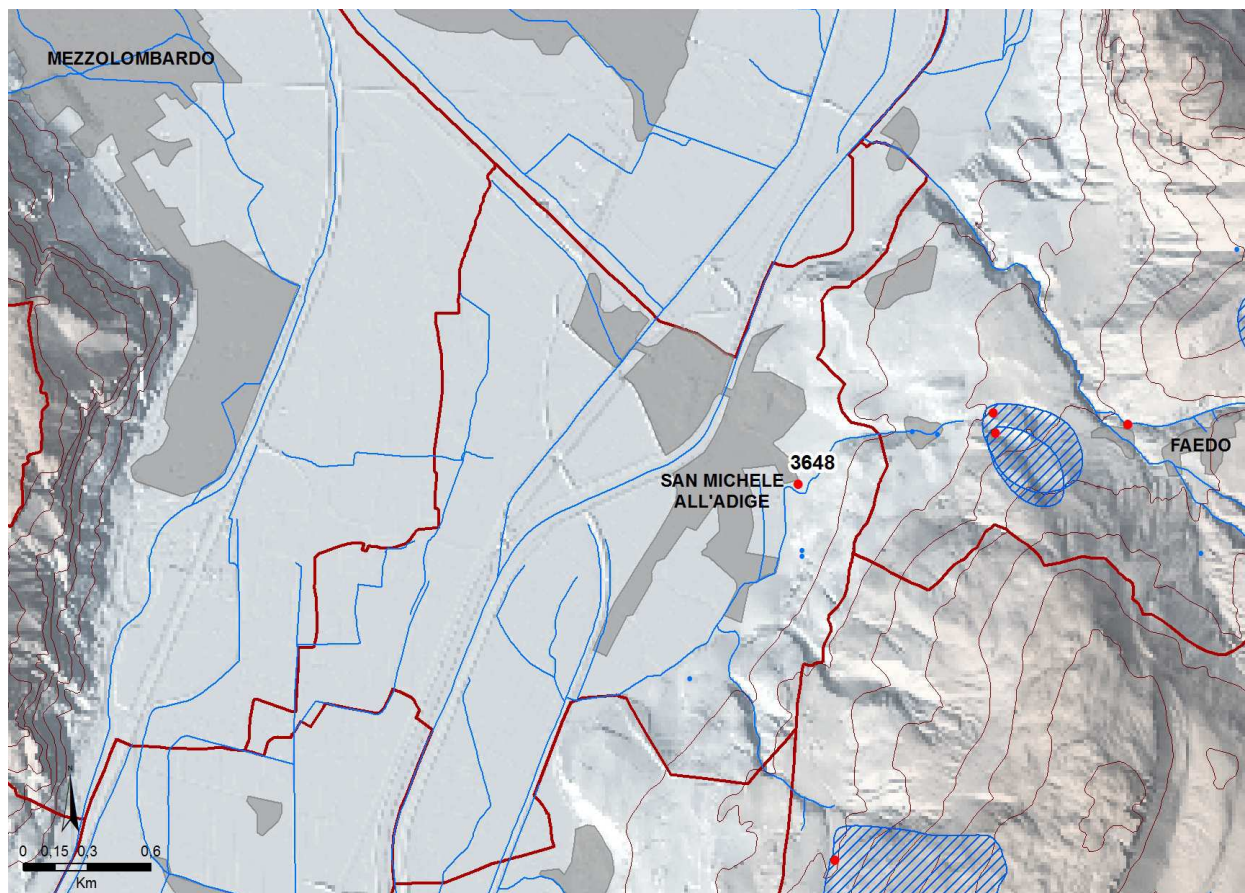 MEZZOLOMBARDO
3648
FAEDO
SAN MICHELE
ALL'ADIGE
0 0,15 0,3 0,6
Km